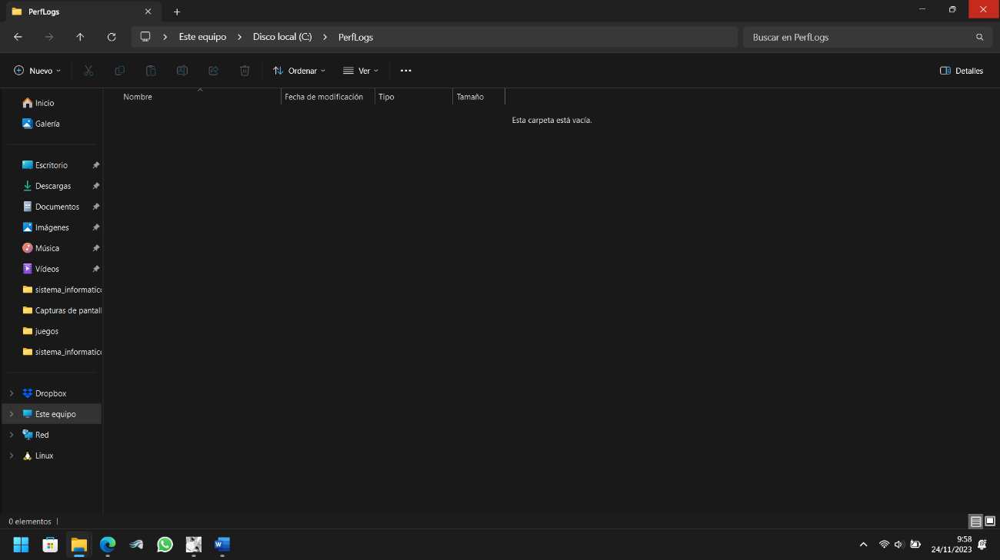 PerfLogs
Este equipo > Disco local (C:) > PerfLogs
Buscar en PerfLogs
Nuevo
Ordenar
Ver
Detalles
Nombre
Fecha de modificación
Tipo
Tamaño
Esta carpeta está vacía.
Inicio
Galería
Escritorio
Descargas
Documentos
Imágenes
Música
Vídeos
sistema_informatico
Capturas de pantall
juegos
sistema_informatico
Dropbox
Este equipo
Red
Linux
0 elementos
9:58
24/11/2023